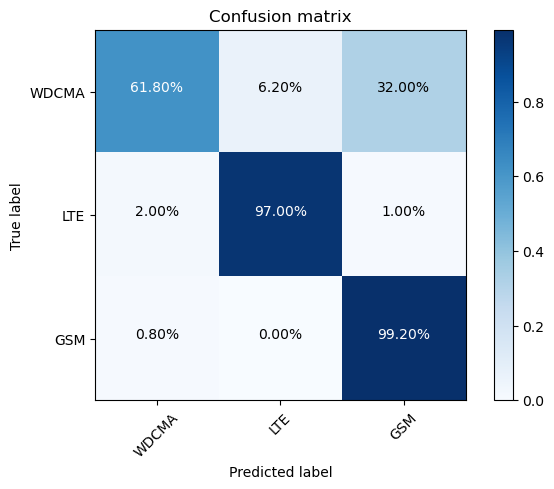 Confusion matrix
True label
WDCMA
61.80%
6.20%
32.00%
LTE
2.00%
97.00%
1.00%
GSM
0.80%
0.00%
99.20%
WDCMA
LTE
GSM
Predicted label
0.8
0.6
0.4
0.2
0.0